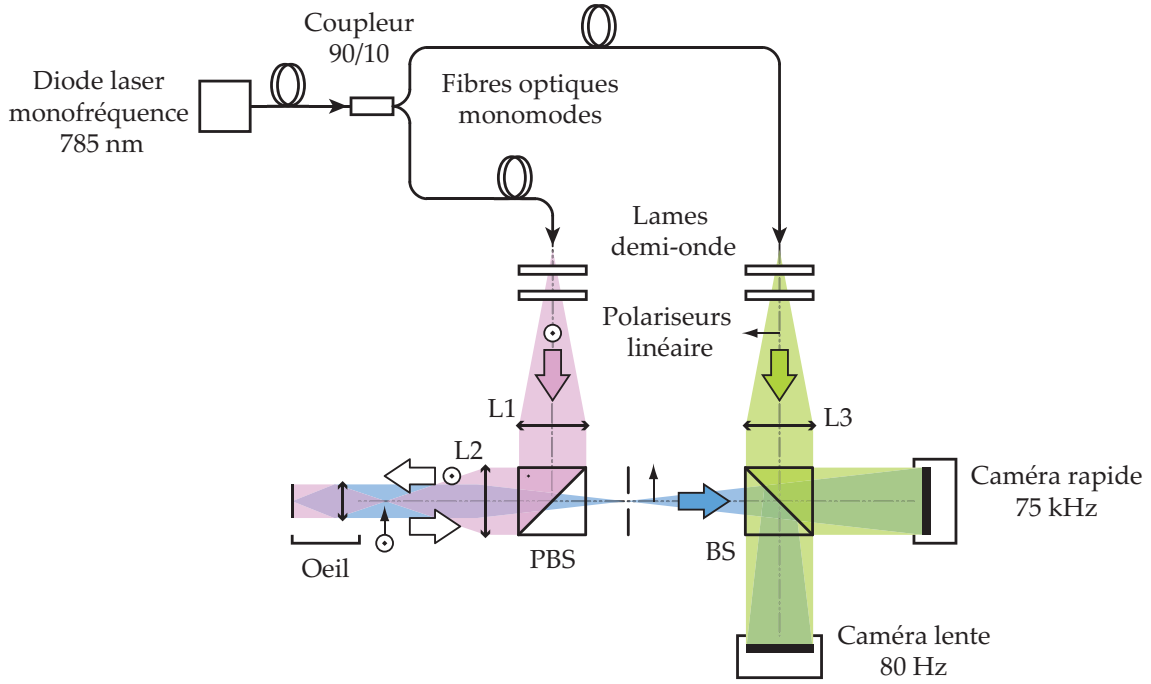 Coupleur
90/10
Diode laser
monofréquence
785 nm
Fibres optiques
monomodes
Lames
demi-onde
Polariseurs
linéaire
L1
L3
L2
Caméra rapide
75 kHz
Oeil
PBS
BS
Caméra lente
80 Hz